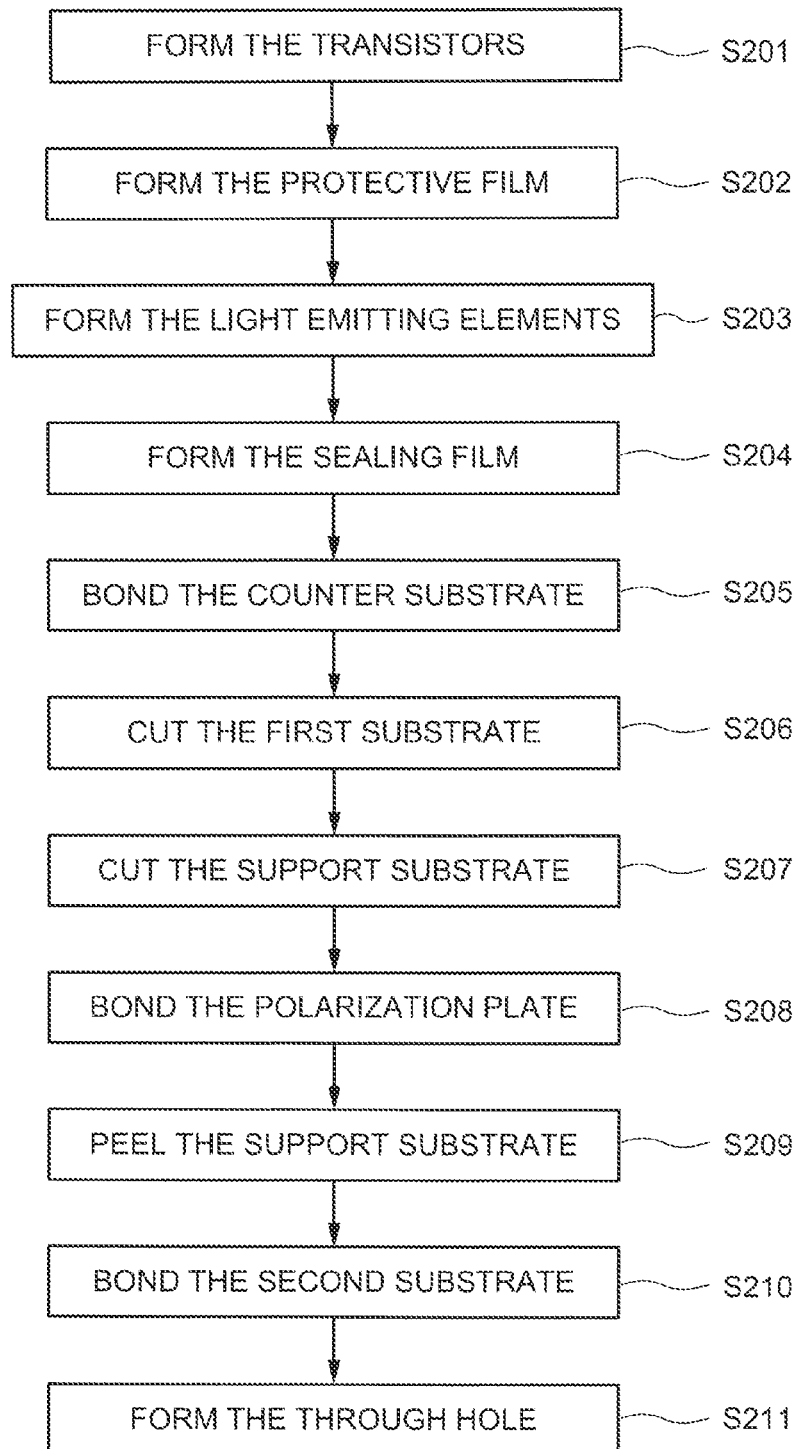 FORM THE TRANSISTORS S201
FORM THE PROTECTIVE FILM S202
FORM THE LIGHT EMITTING ELEMENTS S203
FORM THE SEALING FILM S204
BOND THE COUNTER SUBSTRATE S205
CUT THE FIRST SUBSTRATE S206
CUT THE SUPPORT SUBSTRATE S207
BOND THE POLARIZATION PLATE S208
PEEL THE SUPPORT SUBSTRATE S209
BOND THE SECOND SUBSTRATE S210
FORM THE THROUGH HOLE S211